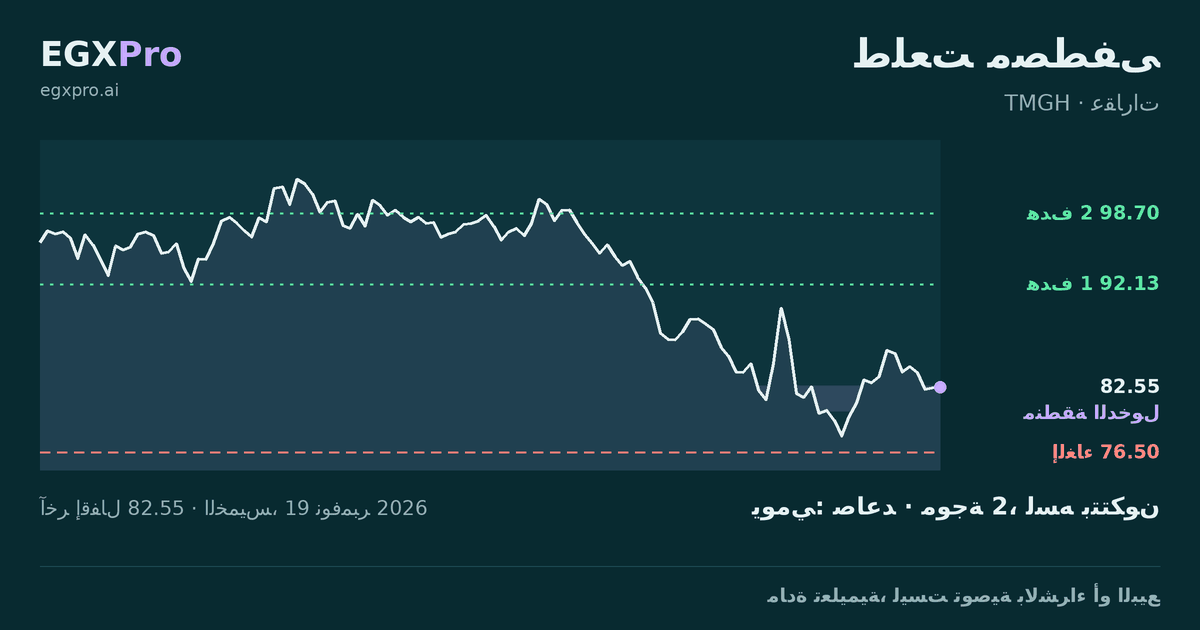 EGXPro
egxpro.ai
طلعت مصطفى
TMGH · عقارات
هدف 2 98.70
هدف 1 92.13
82.55
منطقة الدخول
إلغاء 76.50
آخر إقفال 82.55 · الخميس، 19 نوفمبر 2026
يومي: صاعد · موجة 2، لسه بتتكون
مادة تعليمية، ليست توصية بالشراء أو البيع